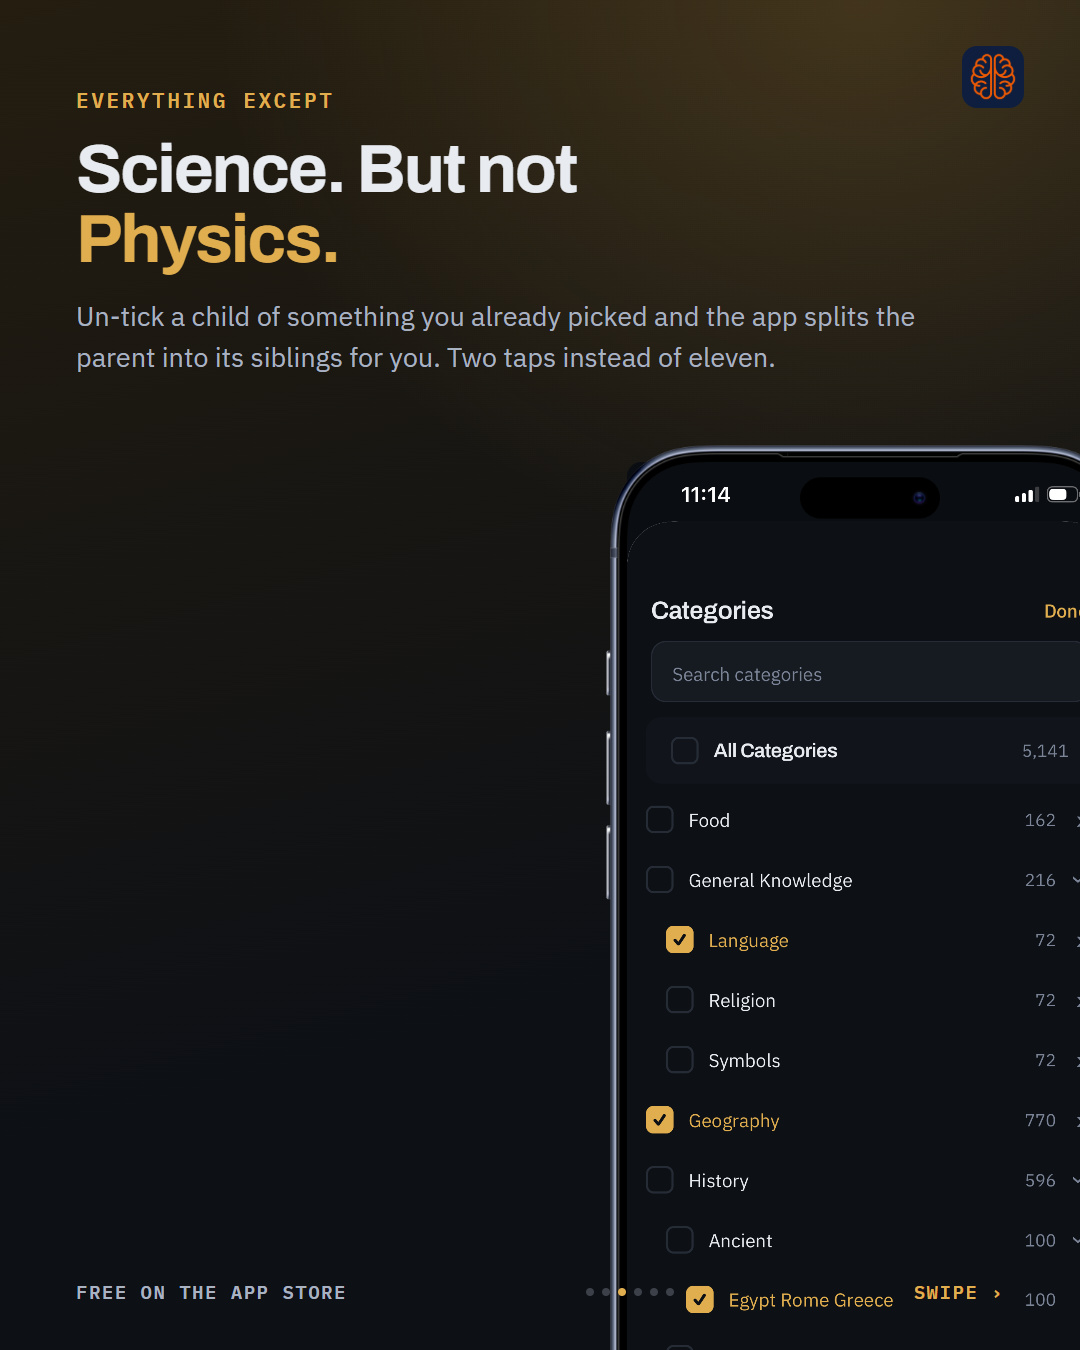 EVERYTHING EXCEPT
Science. But not
Physics.
Un-tick a child of something you already picked and the app splits the
parent into its siblings for you. Two taps instead of eleven.
11:14
Categories
Done
Search categories
All Categories 5,141
Food 162
General Knowledge 216
Language 72
Religion 72
Symbols 72
Geography 770
History 596
Ancient 100
Egypt Rome Greece 100
FREE ON THE APP STORE
SWIPE ›